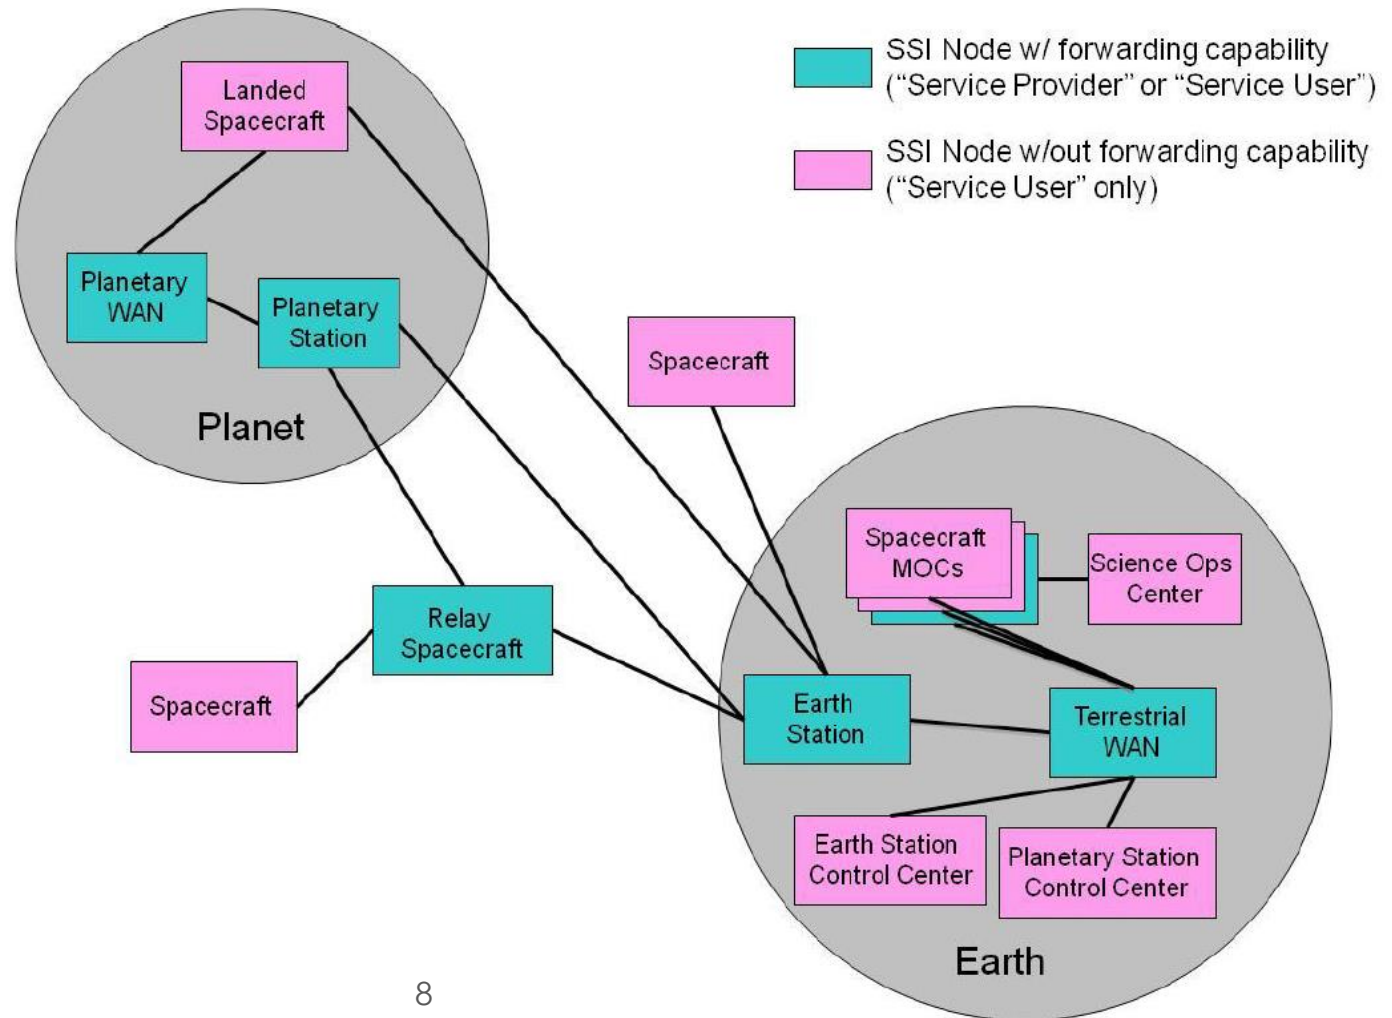 SSI Node w/ forwarding capability
(“Service Provider” or “Service User”)
SSI Node w/out forwarding capability
(“Service User” only)
Landed
Spacecraft
Planetary
WAN
Planetary
Station
Planet
Spacecraft
Spacecraft
MOCs
Science Ops
Center
Relay
Spacecraft
Spacecraft
Earth
Station
Terrestrial
WAN
Earth Station
Control Center
Planetary Station
Control Center
Earth
8